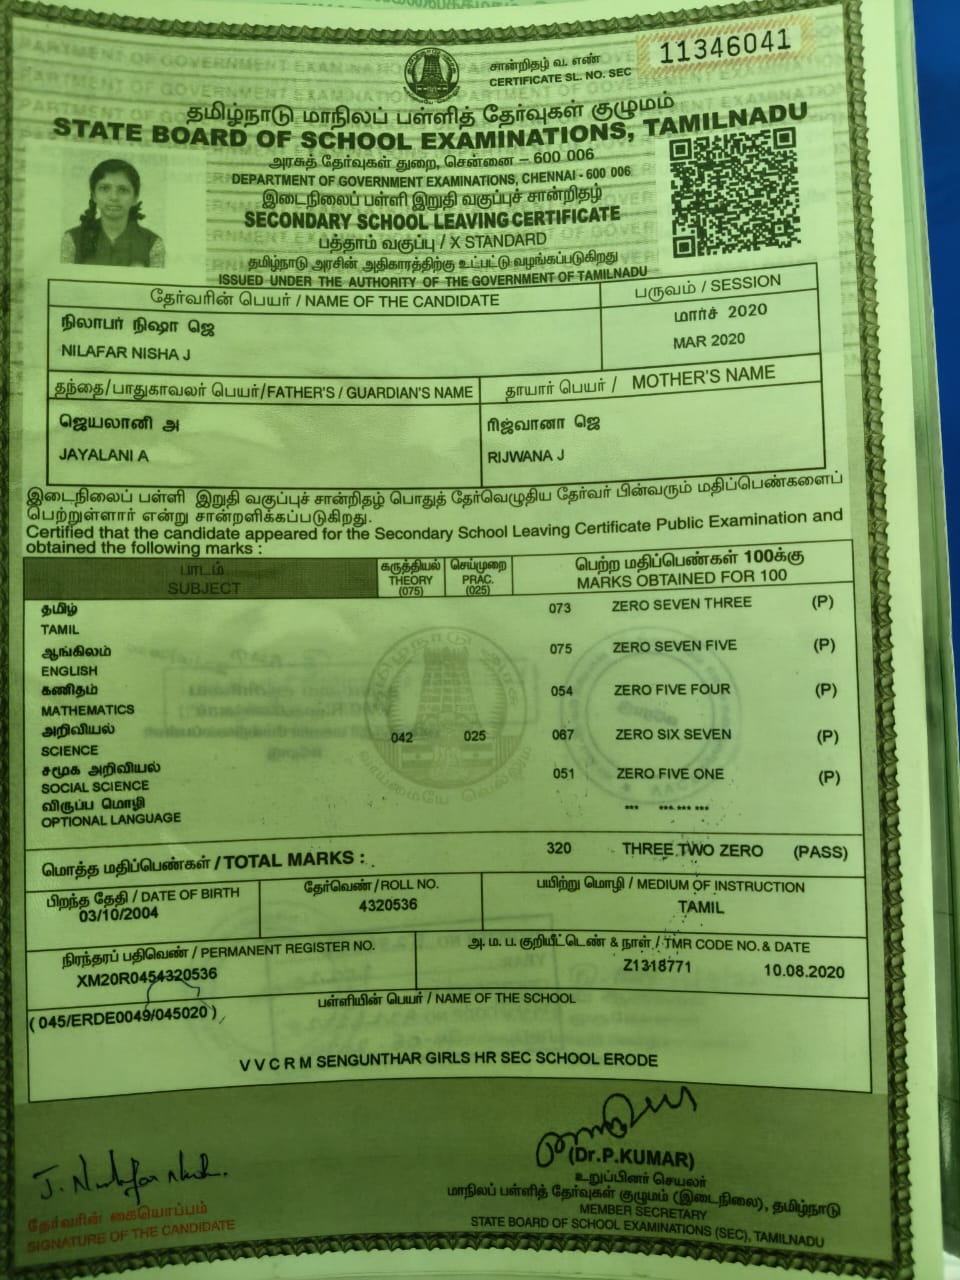 சான்றிதழ் வ. எண்
CERTIFICATE SL. NO. SEC
11346041
தமிழ்நாடு மாநிலப் பள்ளித் தேர்வுகள் குழுமம்
STATE BOARD OF SCHOOL EXAMINATIONS, TAMILNADU
அரசுத் தேர்வுகள் துறை, சென்னை – 600 006
DEPARTMENT OF GOVERNMENT EXAMINATIONS, CHENNAI - 600 006
இடைநிலைப் பள்ளி இறுதி வகுப்புச் சான்றிதழ்
SECONDARY SCHOOL LEAVING CERTIFICATE
பத்தாம் வகுப்பு / X STANDARD
தமிழ்நாடு அரசின் அதிகாரத்திற்கு உட்பட்டு வழங்கப்படுகிறது
ISSUED UNDER THE AUTHORITY OF THE GOVERNMENT OF TAMILNADU
தேர்வரின் பெயர் / NAME OF THE CANDIDATE
பருவம் / SESSION
நிலாபர் நிஷா ஜெ
NILAFAR NISHA J
மார்ச் 2020
MAR 2020
தந்தை/பாதுகாவலர் பெயர்/FATHER'S / GUARDIAN'S NAME
தாயார் பெயர் / MOTHER'S NAME
ஜெயலானி அ
JAYALANI A
ரிஜ்வானா ஜெ
RIJWANA J
இடைநிலைப் பள்ளி இறுதி வகுப்புச் சான்றிதழ் பொதுத் தேர்வெழுதிய தேர்வர் பின்வரும் மதிப்பெண்களைப்
பெற்றுள்ளார் என்று சான்றளிக்கப்படுகிறது.
Certified that the candidate appeared for the Secondary School Leaving Certificate Public Examination and
obtained the following marks :
பாடம்
SUBJECT
கருத்தியல்
THEORY
(075)
செய்முறை
PRAC.
(025)
பெற்ற மதிப்பெண்கள் 100க்கு
MARKS OBTAINED FOR 100
தமிழ்
TAMIL
073 ZERO SEVEN THREE (P)
ஆங்கிலம்
ENGLISH
075 ZERO SEVEN FIVE (P)
கணிதம்
MATHEMATICS
054 ZERO FIVE FOUR (P)
அறிவியல்
SCIENCE
042 025 067 ZERO SIX SEVEN (P)
சமூக அறிவியல்
SOCIAL SCIENCE
051 ZERO FIVE ONE (P)
விருப்ப மொழி
OPTIONAL LANGUAGE
*** *** *** ***
மொத்த மதிப்பெண்கள் / TOTAL MARKS : 320 THREE TWO ZERO (PASS)
பிறந்த தேதி / DATE OF BIRTH
03/10/2004
தேர்வெண் / ROLL NO.
4320536
பயிற்று மொழி / MEDIUM OF INSTRUCTION
TAMIL
நிரந்தரப் பதிவெண் / PERMANENT REGISTER NO.
XM20R0454320536
அ. ம. ப. குறியீட்டெண் & நாள் / TMR CODE NO. & DATE
Z1318771 10.08.2020
பள்ளியின் பெயர் / NAME OF THE SCHOOL
( 045/ERDE0049/045020 )
V V C R M SENGUNTHAR GIRLS HR SEC SCHOOL ERODE
J. Nilafar Nisha.
தேர்வரின் கையொப்பம்
SIGNATURE OF THE CANDIDATE
(Dr.P.KUMAR)
உறுப்பினர் செயலர்
மாநிலப் பள்ளித் தேர்வுகள் குழுமம் (இடைநிலை), தமிழ்நாடு
MEMBER SECRETARY
STATE BOARD OF SCHOOL EXAMINATIONS (SEC), TAMILNADU